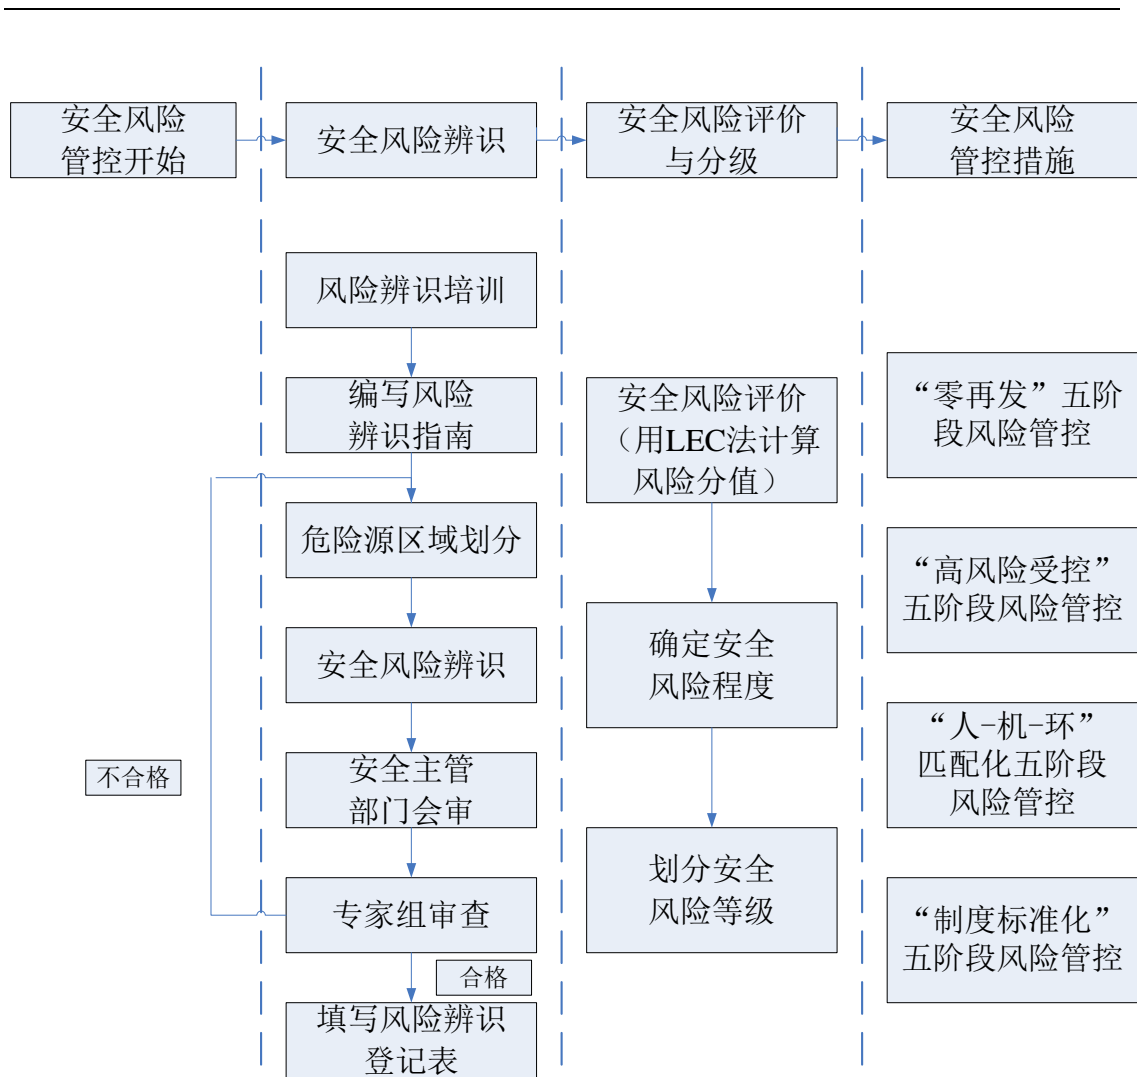 安全风险
管控开始
安全风险辨识
安全风险评价
与分级
安全风险
管控措施
风险辨识培训
编写风险
辨识指南
危险源区域划分
安全风险辨识
安全主管
部门会审
不合格
专家组审查
合格
填写风险辨识
登记表
安全风险评价
（用LEC法计算
风险分值）
确定安全
风险程度
划分安全
风险等级
“零再发”五阶
段风险管控
“高风险受控”
五阶段风险管控
“人-机-环”
匹配化五阶段
风险管控
“制度标准化”
五阶段风险管控